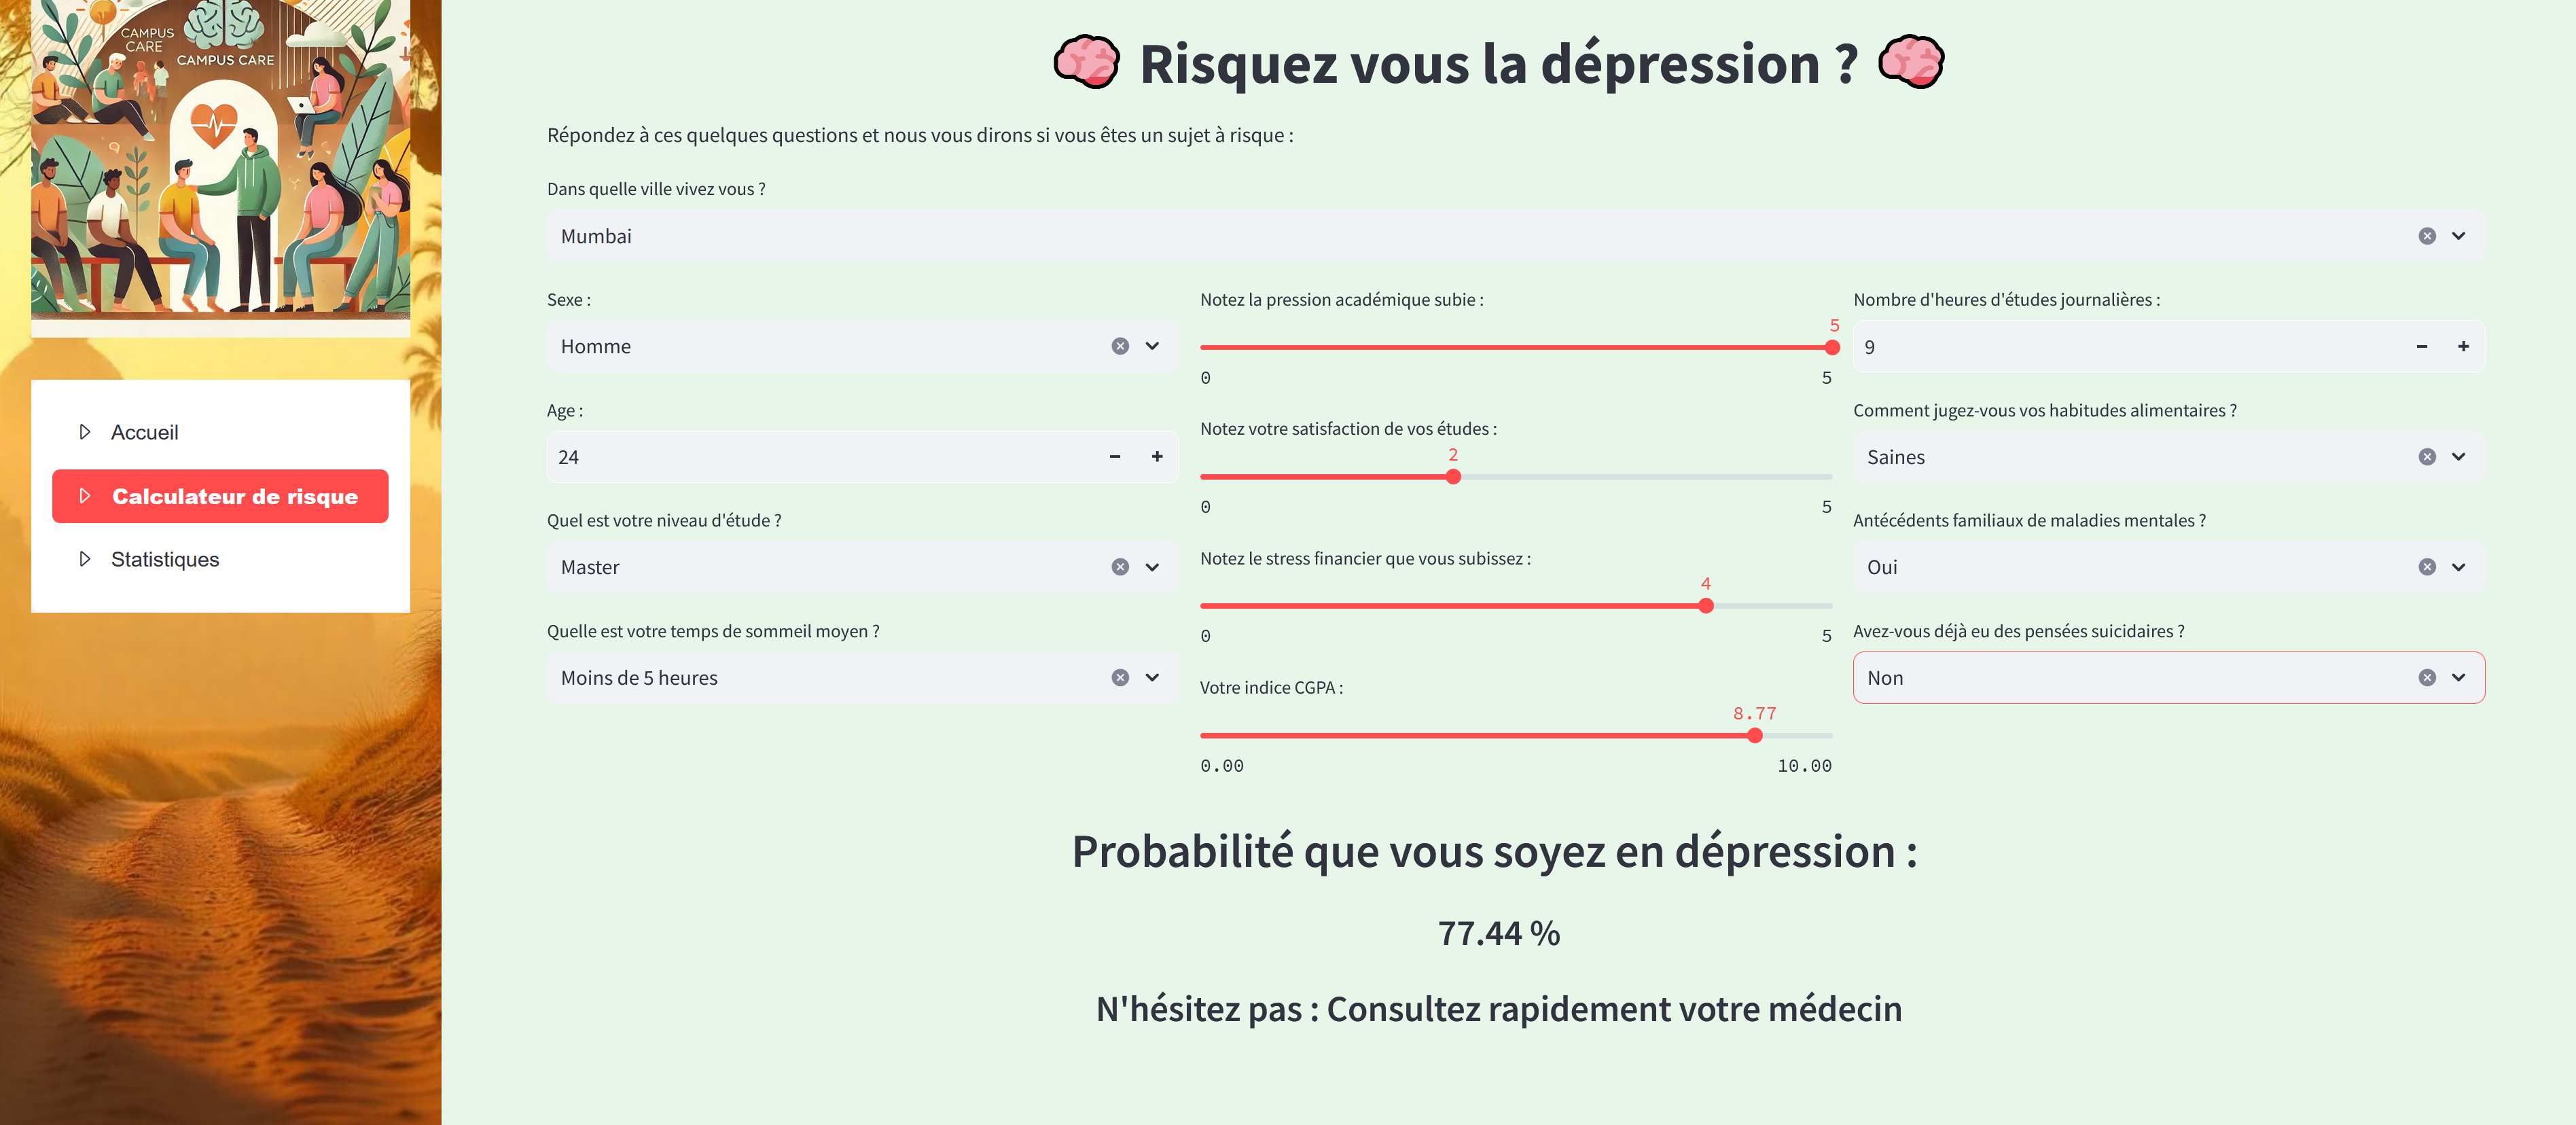 CAMPUS
CARE
CAMPUS CARE
Accueil
Calculateur de risque
Statistiques
Risquez vous la dépression ?
Répondez à ces quelques questions et nous vous dirons si vous êtes un sujet à risque :
Dans quelle ville vivez vous ?
Mumbai
Sexe :
Homme
Age :
24
Quel est votre niveau d'étude ?
Master
Quelle est votre temps de sommeil moyen ?
Moins de 5 heures
Notez la pression académique subie :
5
0 5
Notez votre satisfaction de vos études :
2
0 5
Notez le stress financier que vous subissez :
4
0 5
Votre indice CGPA :
8.77
0.00 10.00
Nombre d'heures d'études journalières :
9
Comment jugez-vous vos habitudes alimentaires ?
Saines
Antécédents familiaux de maladies mentales ?
Oui
Avez-vous déjà eu des pensées suicidaires ?
Non
Probabilité que vous soyez en dépression :
77.44 %
N'hésitez pas : Consultez rapidement votre médecin